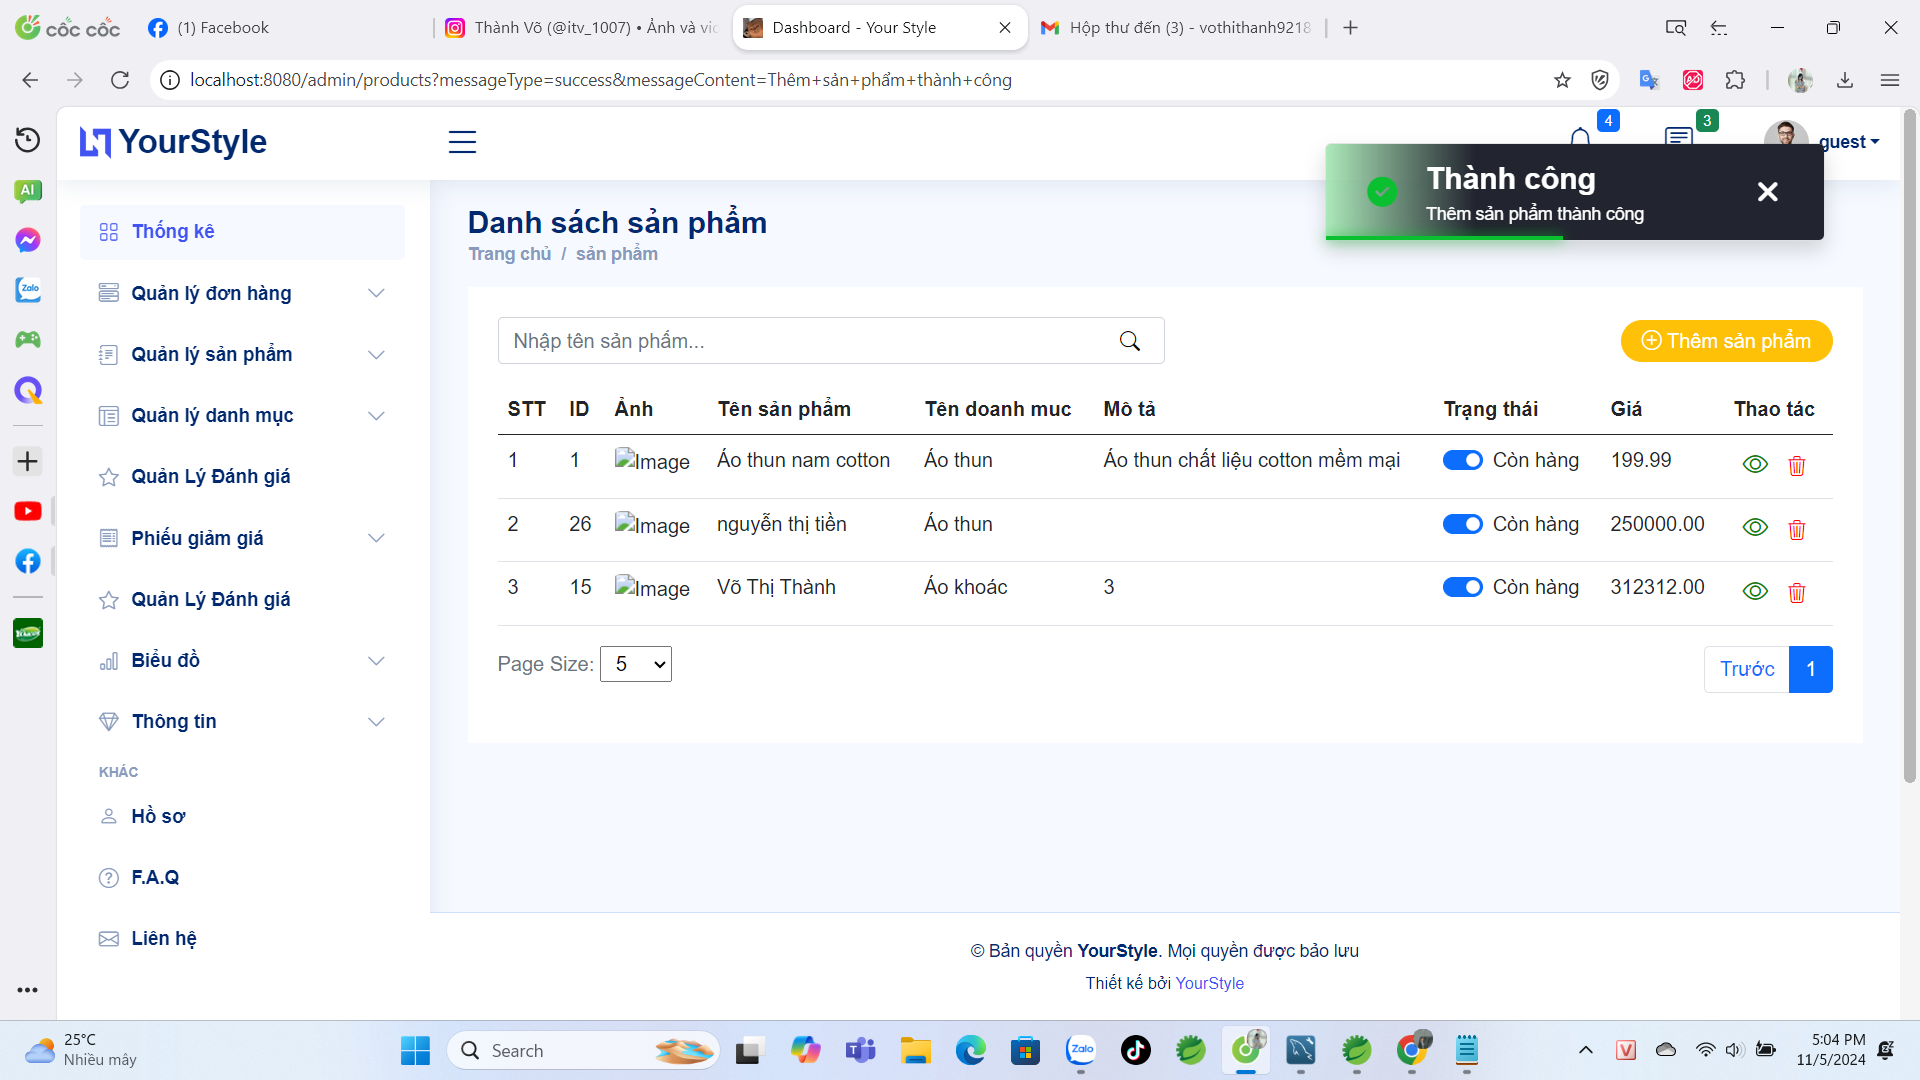 cốc cốc
(1) Facebook
Thành Võ (@itv_1007) • Ảnh và vid
Dashboard - Your Style
Hộp thư đến (3) - vothithanh9218
localhost:8080/admin/products?messageType=success&messageContent=Thêm+sản+phẩm+thành+công
YourStyle
4
3
guest
Thành công
Thêm sản phẩm thành công
AI
Zalo
Thống kê
Quản lý đơn hàng
Quản lý sản phẩm
Quản lý danh mục
Quản Lý Đánh giá
Phiếu giảm giá
Quản Lý Đánh giá
Biểu đồ
Thông tin
KHÁC
Hồ sơ
F.A.Q
Liên hệ
Danh sách sản phẩm
Trang chủ / sản phẩm
Nhập tên sản phẩm...
Thêm sản phẩm
STT ID Ảnh Tên sản phẩm Tên doanh muc Mô tả Trạng thái Giá Thao tác
1 1 Image Áo thun nam cotton Áo thun Áo thun chất liệu cotton mềm mại Còn hàng 199.99
2 26 Image nguyễn thị tiền Áo thun Còn hàng 250000.00
3 15 Image Võ Thị Thành Áo khoác 3 Còn hàng 312312.00
Page Size: 5
Trước 1
© Bản quyền YourStyle. Mọi quyền được bảo lưu
Thiết kế bởi YourStyle
25°C
Nhiều mây
Search
Zalo
V
5:04 PM
11/5/2024